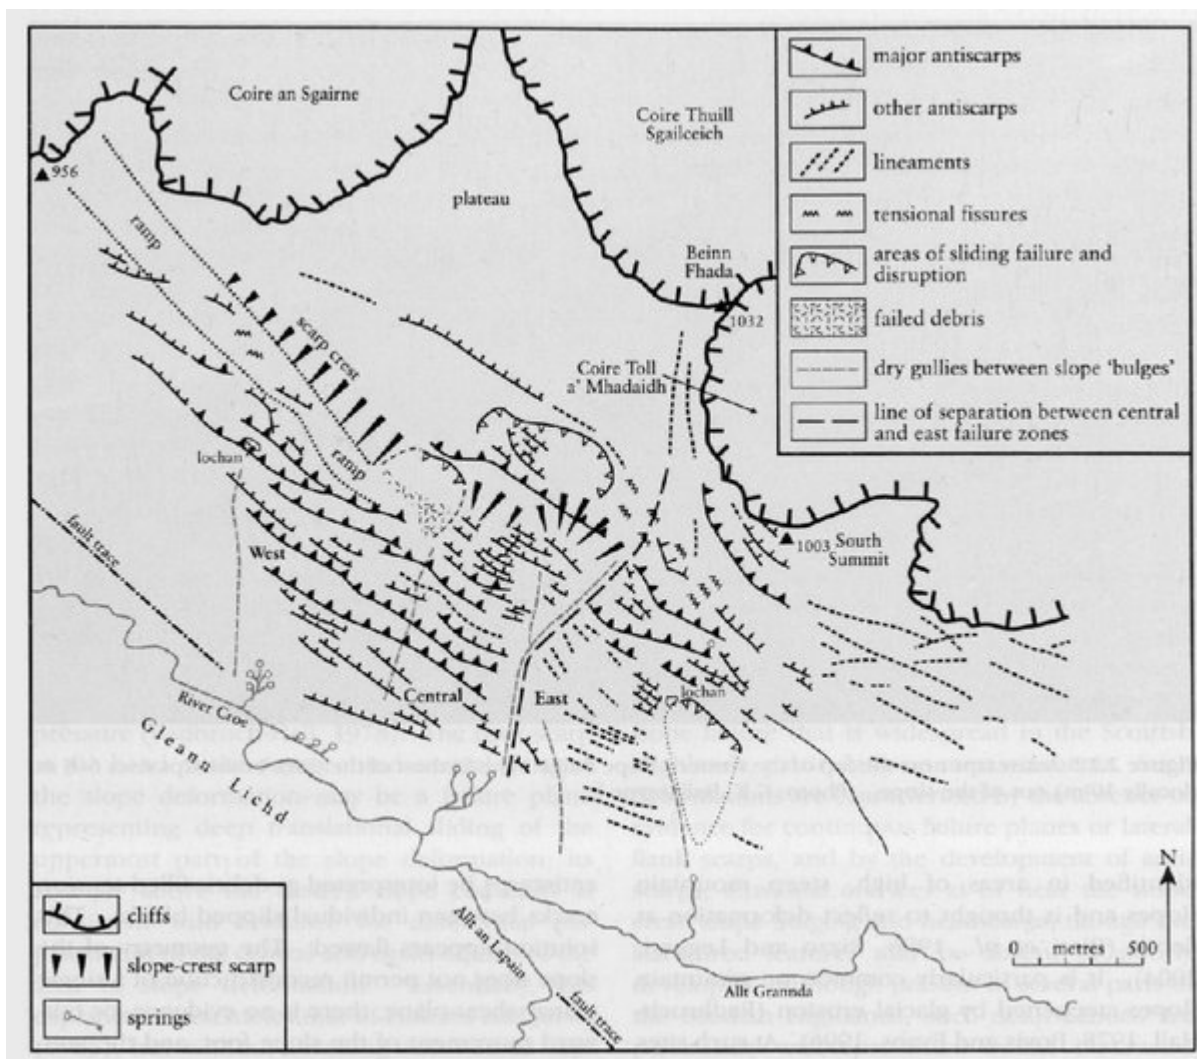 Coire an Sgairne
Coire Thuill
Sgailceich
956
plateau
ramp
Beinn
Fhada
1032
scarp crest
Coire Toll
a' Mhadaidh
lochan
ramp
fault trace
West
1003 South
Summit
Central
East
lochan
River Croe
Gleann Lichd
Allt an Lapain
Allt Grannda
fault trace
N
0 metres 500
major antiscarps
other antiscarps
lineaments
tensional fissures
areas of sliding failure and
disruption
failed debris
dry gullies between slope 'bulges'
line of separation between central
and east failure zones
cliffs
slope-crest scarp
springs